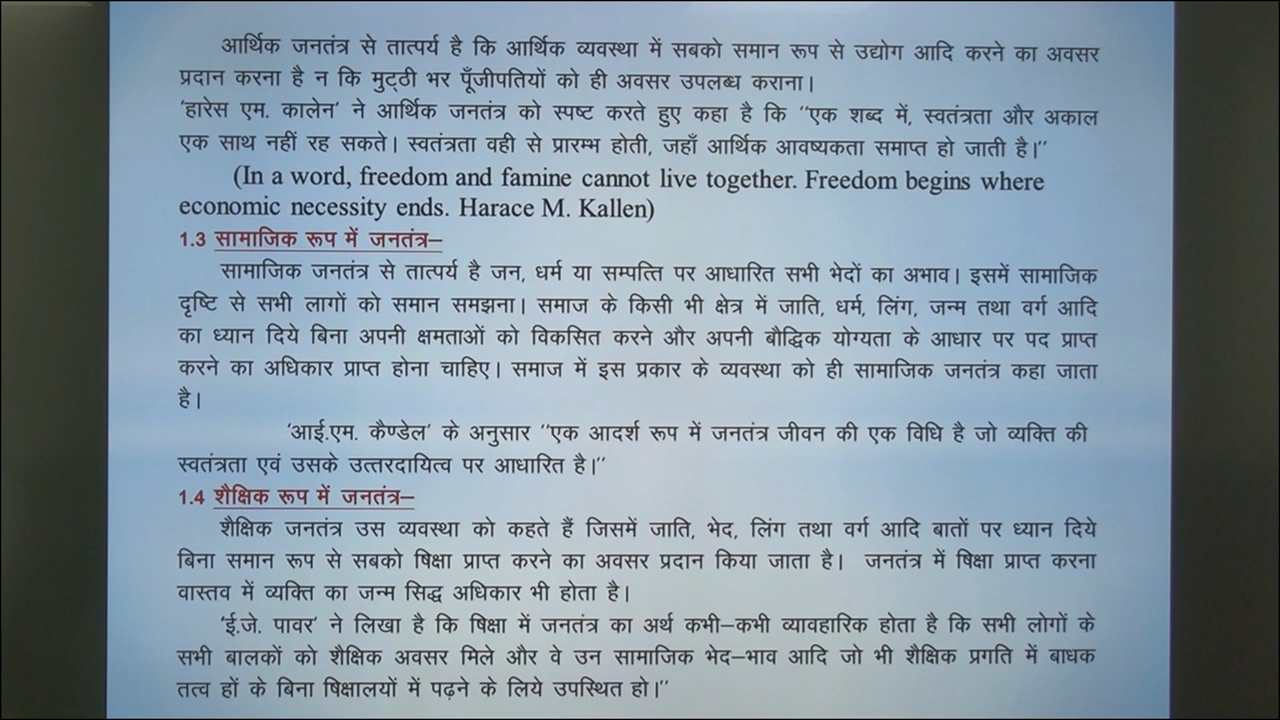 आर्थिक जनतंत्र से तात्पर्य है कि आर्थिक व्यवस्था में सबको समान रूप से उद्योग आदि करने का अवसर
प्रदान करना है न कि मुट्ठी भर पूँजीपतियों को ही अवसर उपलब्ध कराना।
'हारेस एम. कालेन' ने आर्थिक जनतंत्र को स्पष्ट करते हुए कहा है कि "एक शब्द में, स्वतंत्रता और अकाल
एक साथ नहीं रह सकते। स्वतंत्रता वही से प्रारम्भ होती, जहाँ आर्थिक आवष्यकता समाप्त हो जाती है।"
(In a word, freedom and famine cannot live together. Freedom begins where
economic necessity ends. Harace M. Kallen)
1.3 सामाजिक रूप में जनतंत्र–
सामाजिक जनतंत्र से तात्पर्य है जन, धर्म या सम्पत्ति पर आधारित सभी भेदों का अभाव। इसमें सामाजिक
दृष्टि से सभी लागों को समान समझना। समाज के किसी भी क्षेत्र में जाति, धर्म, लिंग, जन्म तथा वर्ग आदि
का ध्यान दिये बिना अपनी क्षमताओं को विकसित करने और अपनी बौद्धिक योग्यता के आधार पर पद प्राप्त
करने का अधिकार प्राप्त होना चाहिए। समाज में इस प्रकार के व्यवस्था को ही सामाजिक जनतंत्र कहा जाता
है।
'आई.एम. कैण्डेल' के अनुसार "एक आदर्श रूप में जनतंत्र जीवन की एक विधि है जो व्यक्ति की
स्वतंत्रता एवं उसके उत्तरदायित्व पर आधारित है।"
1.4 शैक्षिक रूप में जनतंत्र–
शैक्षिक जनतंत्र उस व्यवस्था को कहते हैं जिसमें जाति, भेद, लिंग तथा वर्ग आदि बातों पर ध्यान दिये
बिना समान रूप से सबको षिक्षा प्राप्त करने का अवसर प्रदान किया जाता है। जनतंत्र में षिक्षा प्राप्त करना
वास्तव में व्यक्ति का जन्म सिद्ध अधिकार भी होता है।
'ई.जे. पावर' ने लिखा है कि षिक्षा में जनतंत्र का अर्थ कभी–कभी व्यावहारिक होता है कि सभी लोगों के
सभी बालकों को शैक्षिक अवसर मिले और वे उन सामाजिक भेद–भाव आदि जो भी शैक्षिक प्रगति में बाधक
तत्व हों के बिना षिक्षालयों में पढ़ने के लिये उपस्थित हो।"